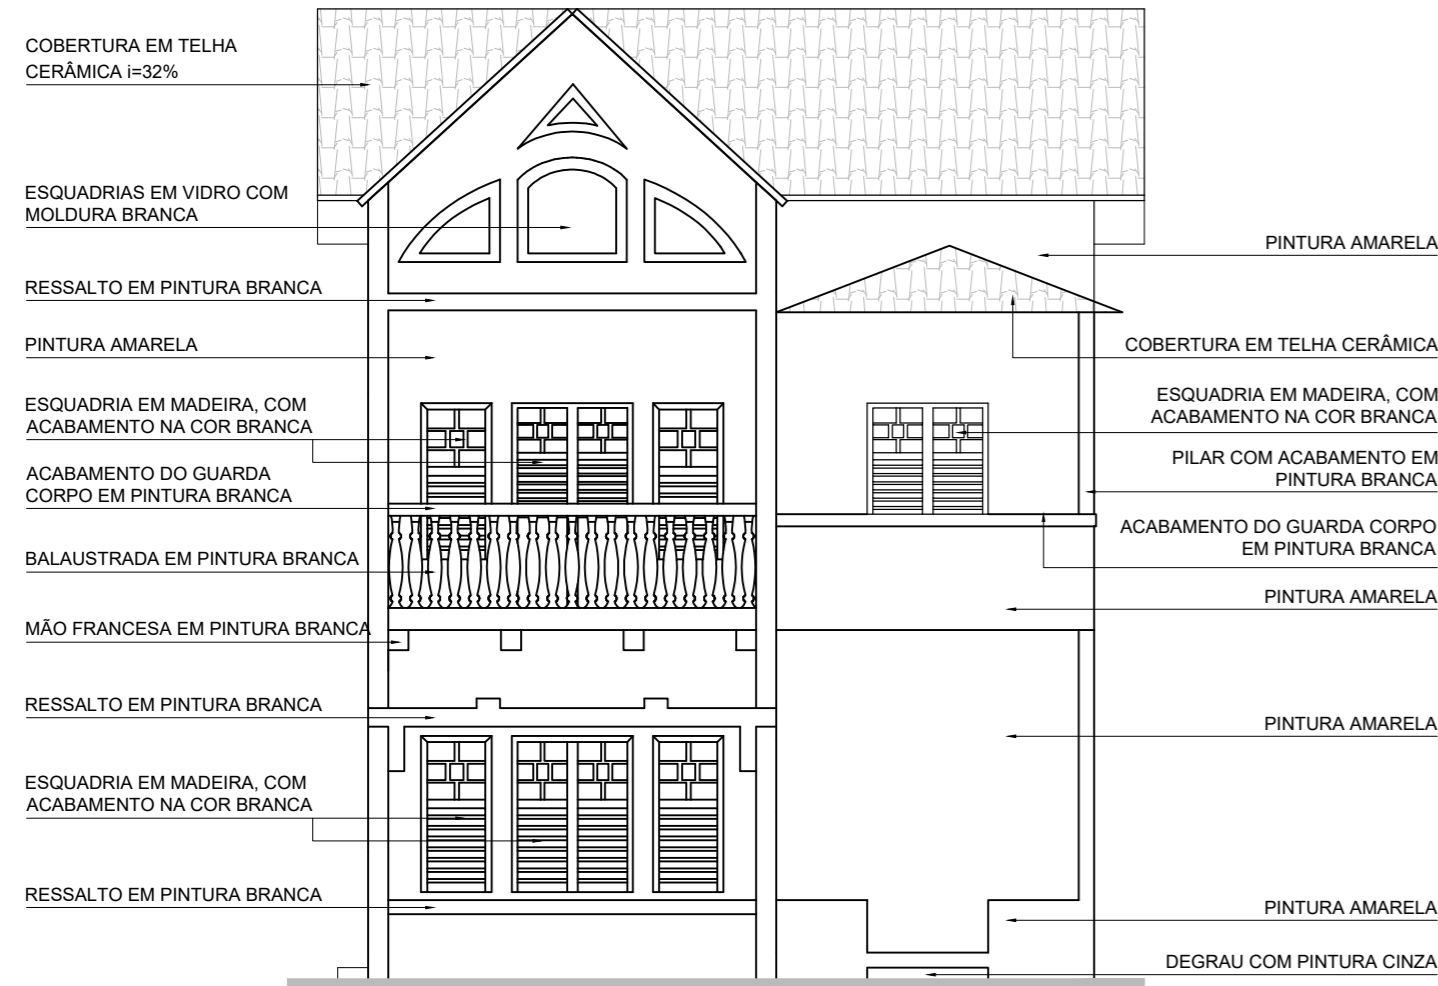 COBERTURA EM TELHA
CERÂMICA i=32%
ESQUADRIAS EM VIDRO COM
MOLDURA BRANCA
RESSALTO EM PINTURA BRANCA
PINTURA AMARELA
ESQUADRIA EM MADEIRA, COM
ACABAMENTO NA COR BRANCA
ACABAMENTO DO GUARDA
CORPO EM PINTURA BRANCA
BALAUSTRADA EM PINTURA BRANCA
MÃO FRANCESA EM PINTURA BRANCA
RESSALTO EM PINTURA BRANCA
ESQUADRIA EM MADEIRA, COM
ACABAMENTO NA COR BRANCA
RESSALTO EM PINTURA BRANCA
PINTURA AMARELA
COBERTURA EM TELHA CERÂMICA
ESQUADRIA EM MADEIRA, COM
ACABAMENTO NA COR BRANCA
PILAR COM ACABAMENTO EM
PINTURA BRANCA
ACABAMENTO DO GUARDA CORPO
EM PINTURA BRANCA
PINTURA AMARELA
PINTURA AMARELA
PINTURA AMARELA
DEGRAU COM PINTURA CINZA